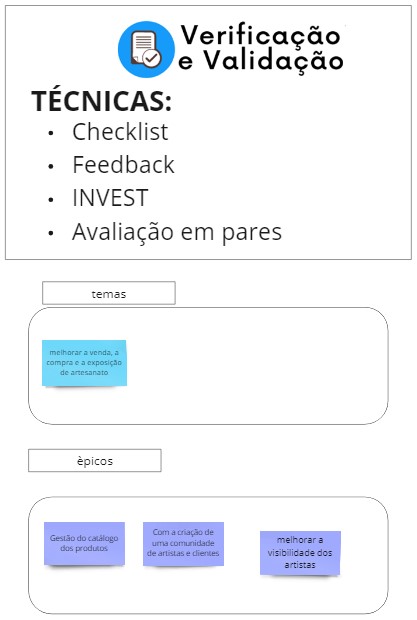 Verificação
e Validação
TÉCNICAS:
• Checklist
• Feedback
• INVEST
• Avaliação em pares
temas
melhorar a venda, a
compra e a exposição
de artesanato
èpicos
Gestão do catálogo
dos produtos
Com a criação de
uma comunidade
de artistas e clientes
melhorar a
visibilidade dos
artistas